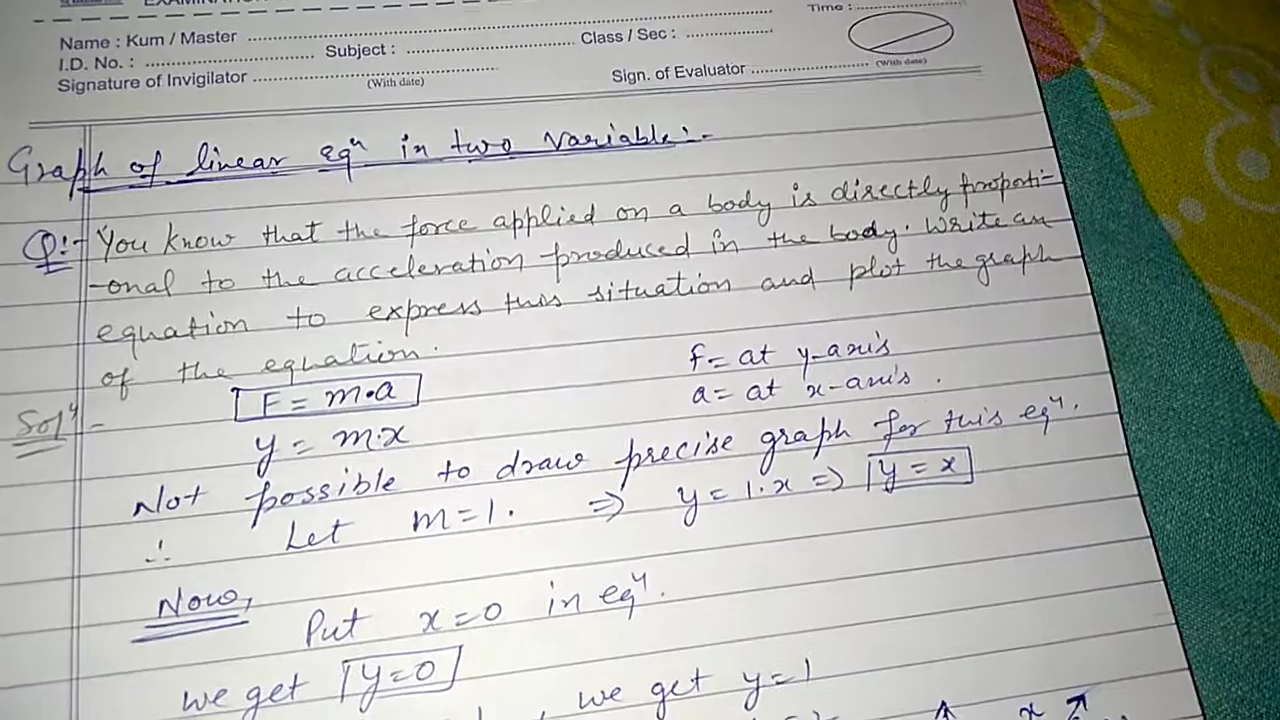 EXAMINATION
Time : ....................
Name : Kum / Master ....................
I.D. No. : .................... Subject : .................... Class / Sec : ....................
Signature of Invigilator .................... Sign. of Evaluator ....................
(With date) (With date)
Graph of linear eqⁿ in two variable:-
Q:- You know that the force applied on a body is directly proporti-
-onal to the acceleration produced in the body. Write an
equation to express this situation and plot the graph
of the equation.
Solⁿ - F = m.a f = at y-axis
y = m.x a = at x-axis .
Not possible to draw precise graph for this eqⁿ.
∴ Let m=1. ⇒ y = 1.x ⇒ y = x
Now,
Put x=0 in eqⁿ.
we get y=0
, we get y=1
x